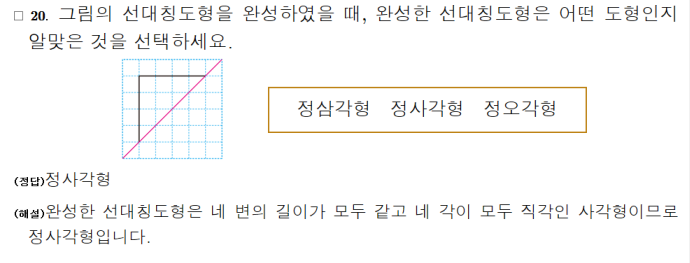 □ 20. 그림의 선대칭도형을 완성하였을 때, 완성한 선대칭도형은 어떤 도형인지
알맞은 것을 선택하세요.
정삼각형 정사각형 정오각형
(정답)정사각형
(해설)완성한 선대칭도형은 네 변의 길이가 모두 같고 네 각이 모두 직각인 사각형이므로
정사각형입니다.